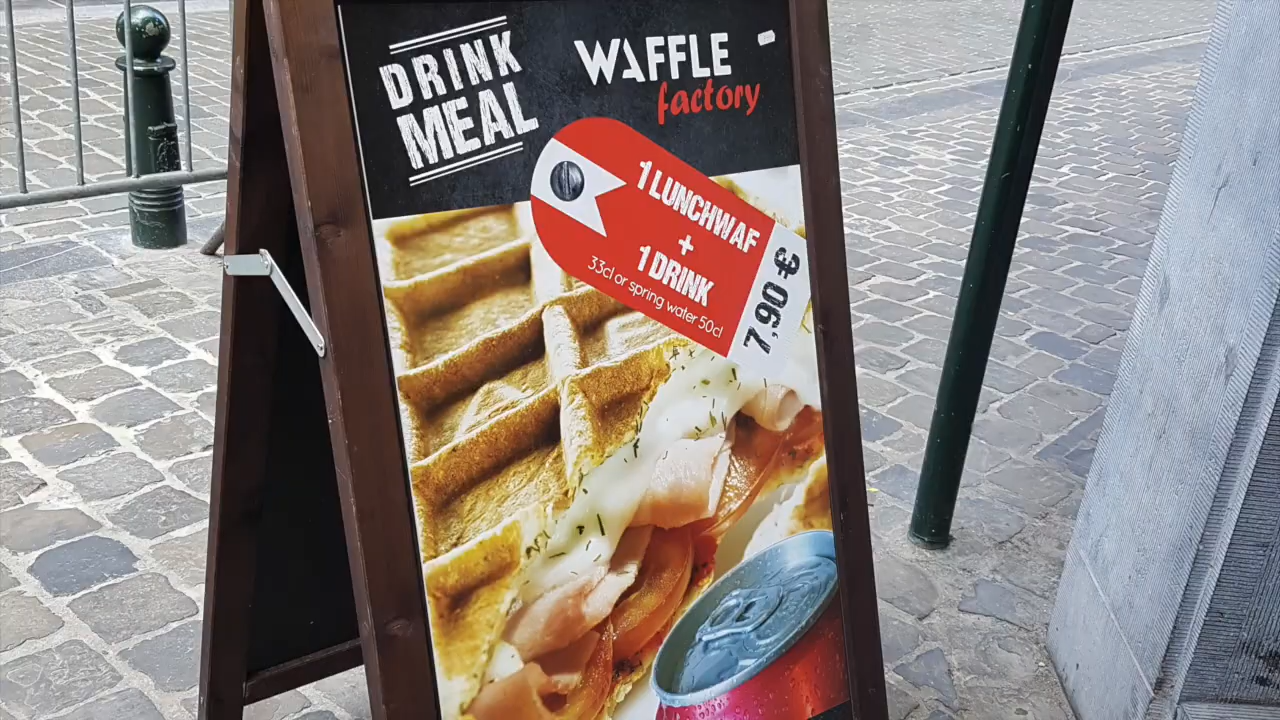 DRINK
MEAL
WAFFLE
factory
1 LUNCHWAF
+
1 DRINK
33cl or spring water 50cl
7,90 €